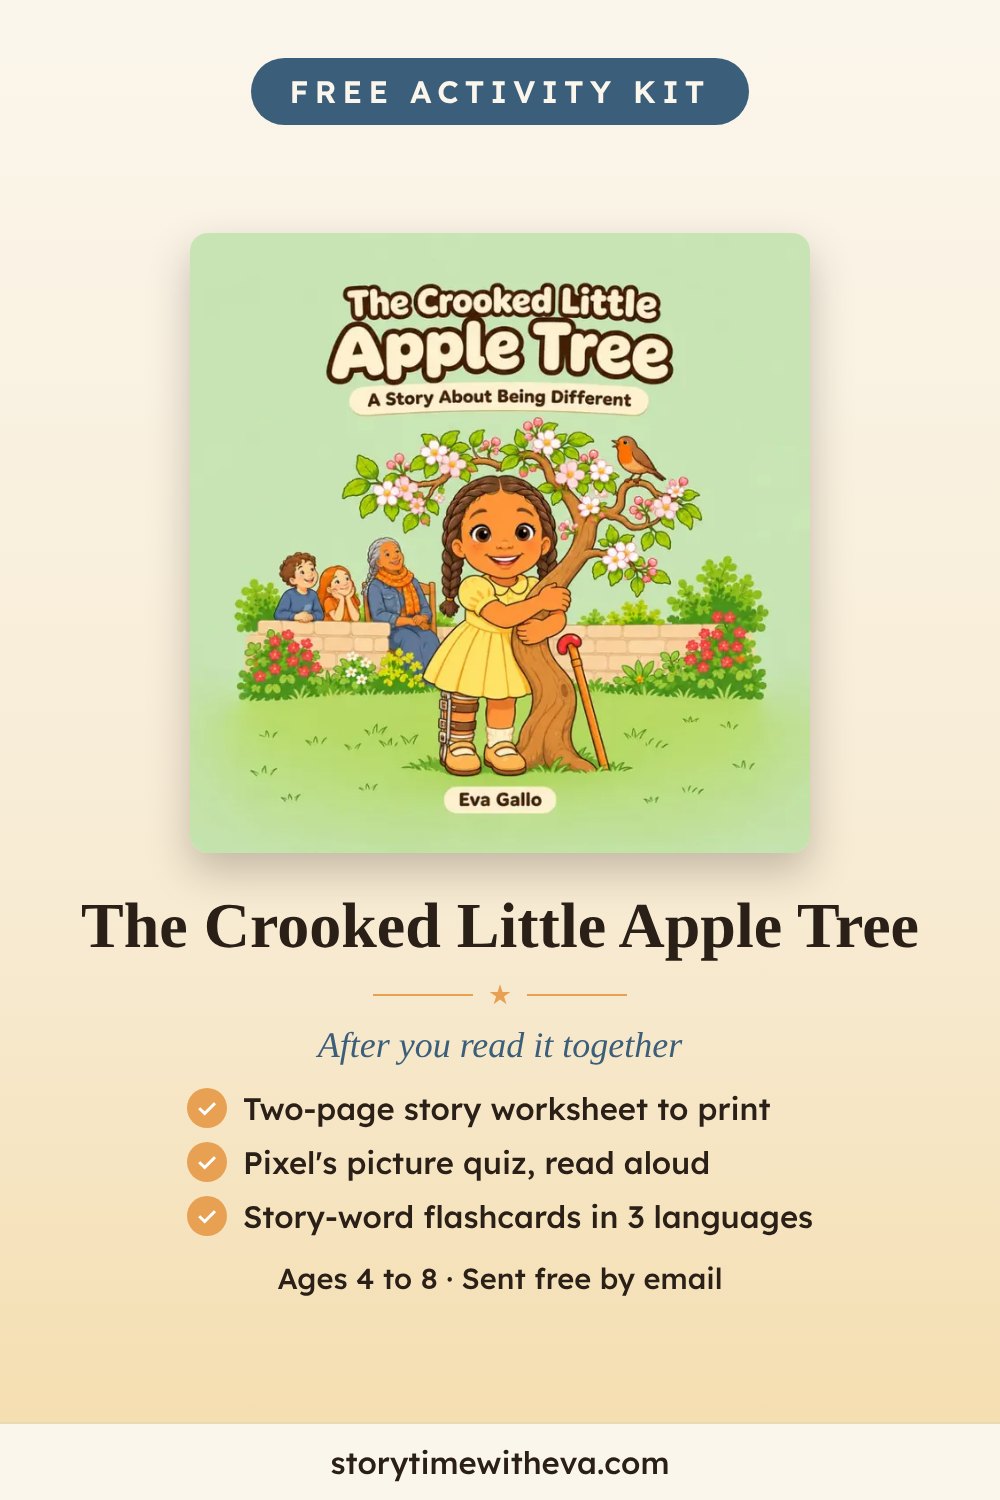 FREE ACTIVITY KIT
The Crooked Little
Apple Tree
A Story About Being Different
Eva Gallo
The Crooked Little Apple Tree
After you read it together
Two-page story worksheet to print
Pixel's picture quiz, read aloud
Story-word flashcards in 3 languages
Ages 4 to 8 · Sent free by email
storytimewitheva.com